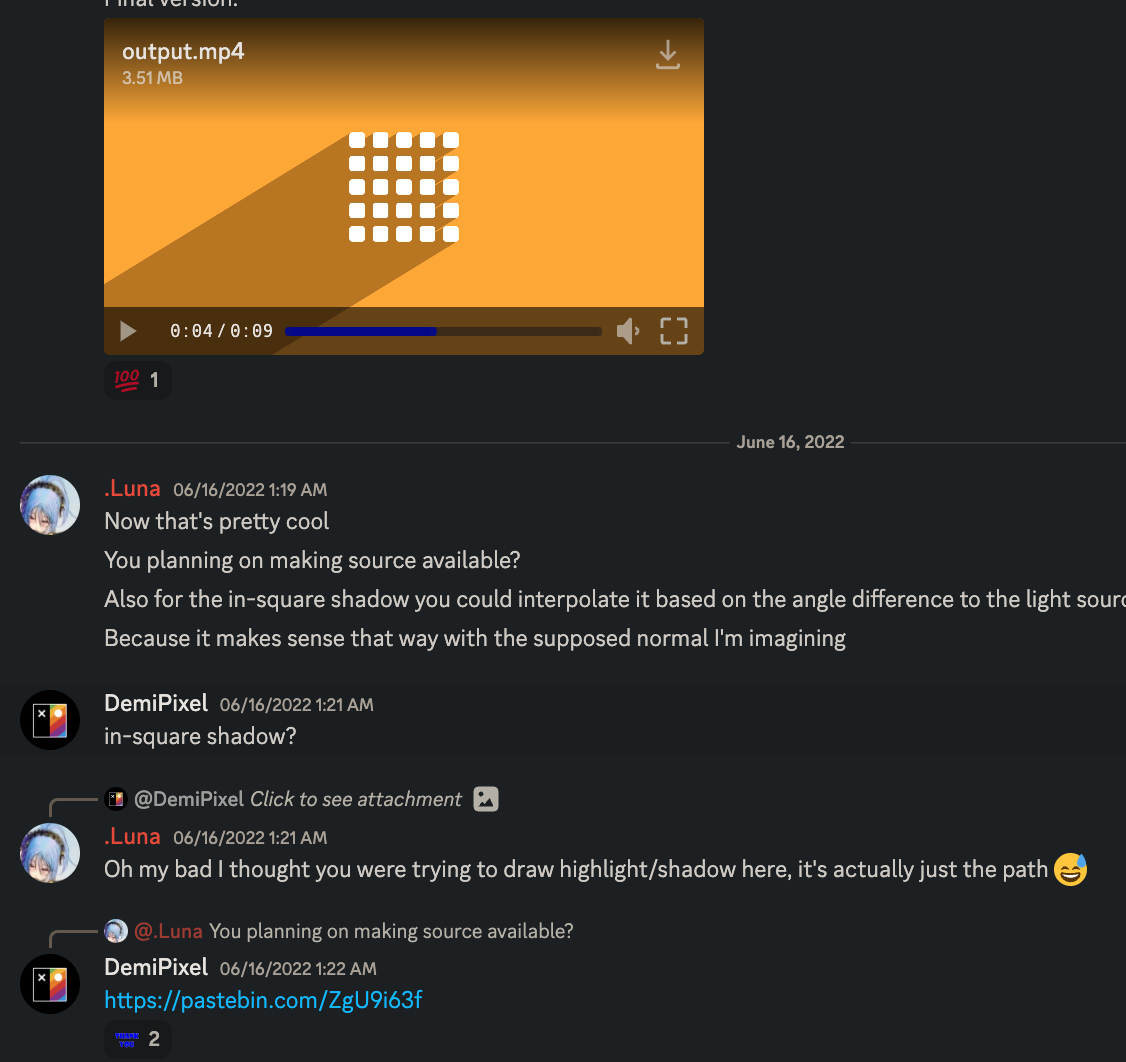 Final version:
output.mp4
3.51 MB
0:04/0:09
100 1
June 16, 2022
.Luna 06/16/2022 1:19 AM
Now that's pretty cool
You planning on making source available?
Also for the in-square shadow you could interpolate it based on the angle difference to the light sourc
Because it makes sense that way with the supposed normal I'm imagining
DemiPixel 06/16/2022 1:21 AM
in-square shadow?
@DemiPixel Click to see attachment
.Luna 06/16/2022 1:21 AM
Oh my bad I thought you were trying to draw highlight/shadow here, it's actually just the path
@.Luna You planning on making source available?
DemiPixel 06/16/2022 1:22 AM
https://pastebin.com/ZgU9i63f
THANK YOU 2